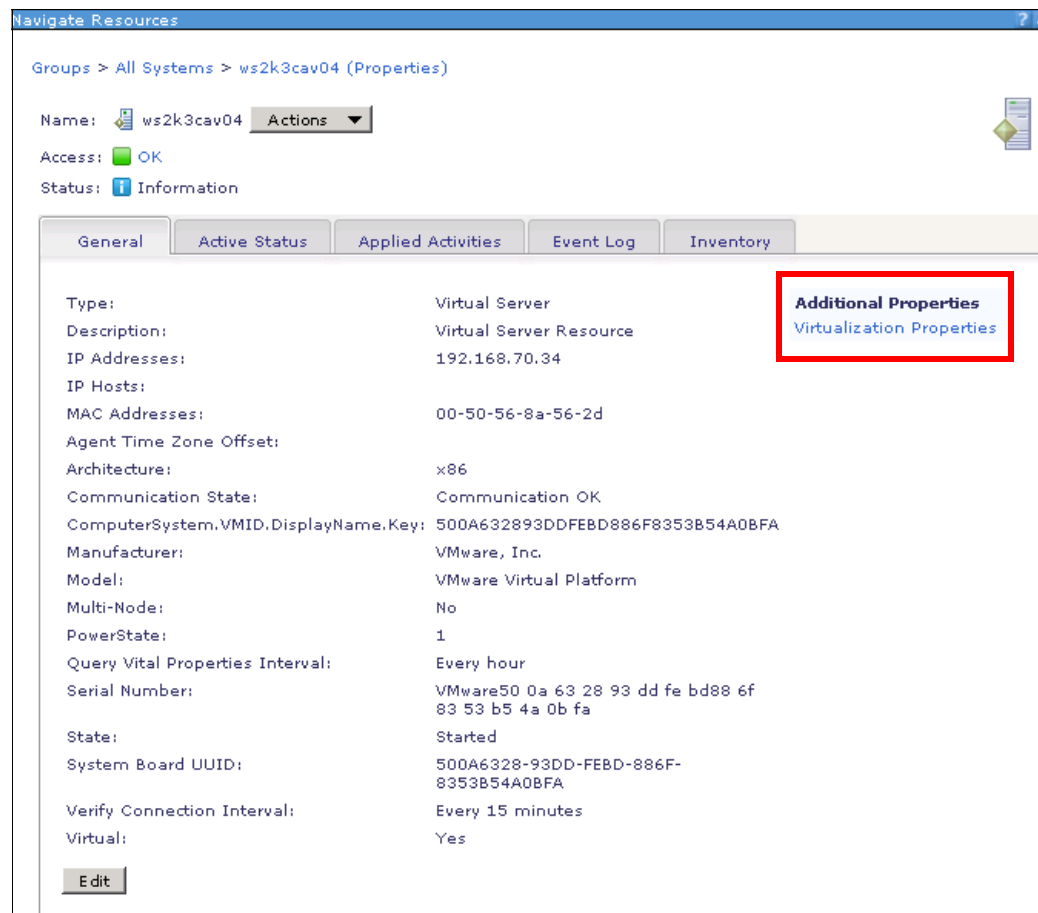 Navigate Resources ?
Groups > All Systems > ws2k3cav04 (Properties)
Name: ws2k3cav04 Actions
Access: OK
Status: i Information
General Active Status Applied Activities Event Log Inventory
Type: Virtual Server
Additional Properties
Description: Virtual Server Resource
Virtualization Properties
IP Addresses: 192.168.70.34
IP Hosts:
MAC Addresses: 00-50-56-8a-56-2d
Agent Time Zone Offset:
Architecture: x86
Communication State: Communication OK
ComputerSystem.VMID.DisplayName.Key: 500A632893DDFEBD886F8353B54A0BFA
Manufacturer: VMware, Inc.
Model: VMware Virtual Platform
Multi-Node: No
PowerState: 1
Query Vital Properties Interval: Every hour
Serial Number: VMware50 0a 63 28 93 dd fe bd88 6f
83 53 b5 4a 0b fa
State: Started
System Board UUID: 500A6328-93DD-FEBD-886F-
8353B54A0BFA
Verify Connection Interval: Every 15 minutes
Virtual: Yes
Edit